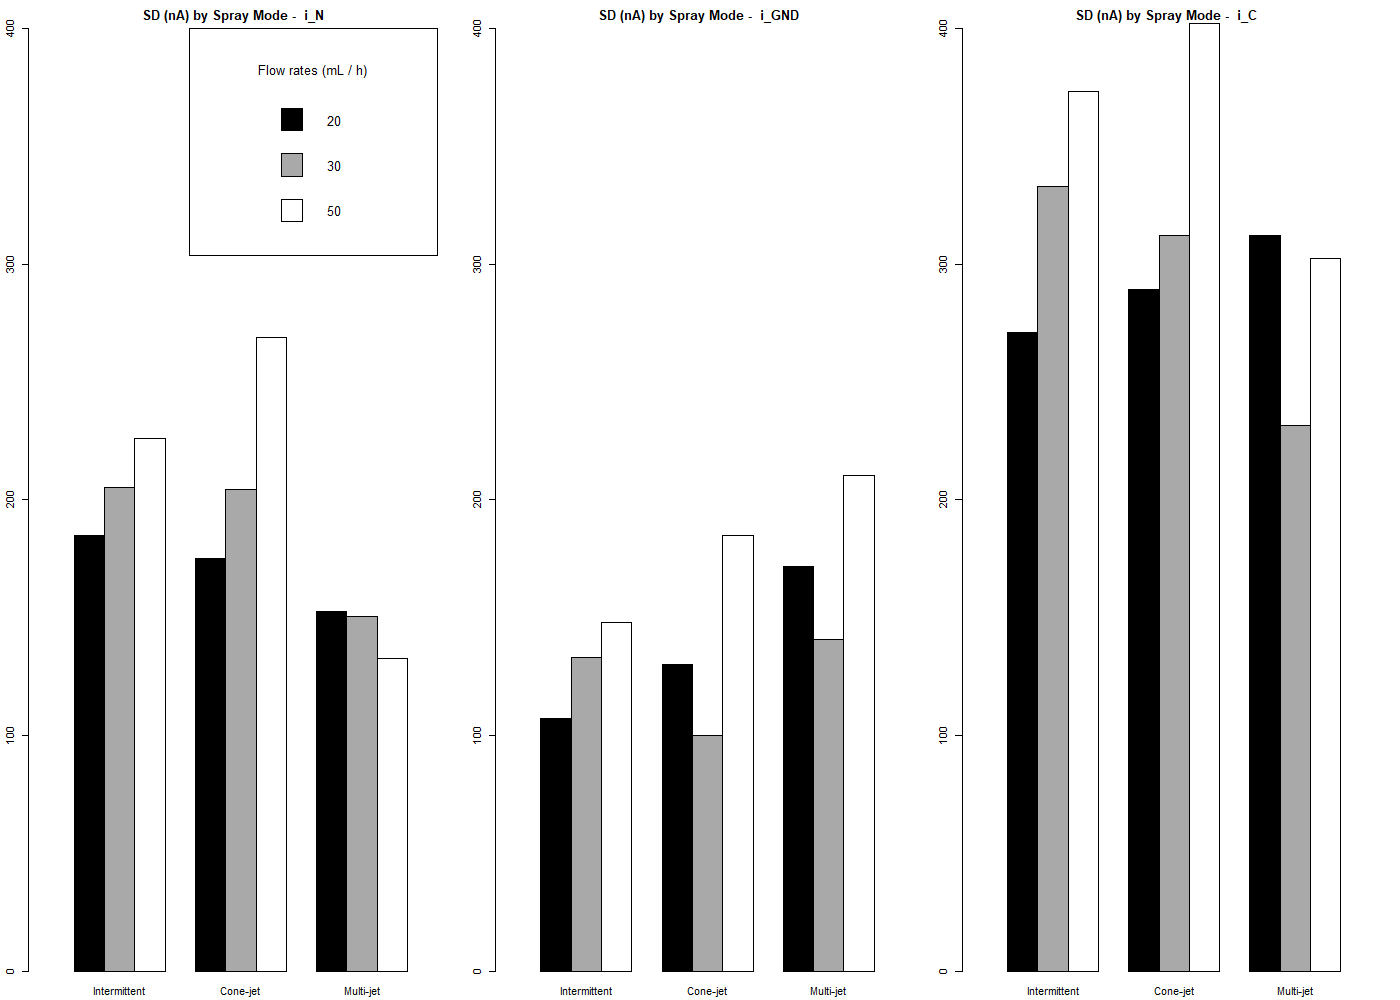 SD (nA) by Spray Mode - i_N
400
300
200
100
0
Flow rates (mL / h)
20
30
50
Intermittent Cone-jet Multi-jet
SD (nA) by Spray Mode - i_GND
400
300
200
100
0
Intermittent Cone-jet Multi-jet
SD (nA) by Spray Mode - i_C
400
300
200
100
0
Intermittent Cone-jet Multi-jet